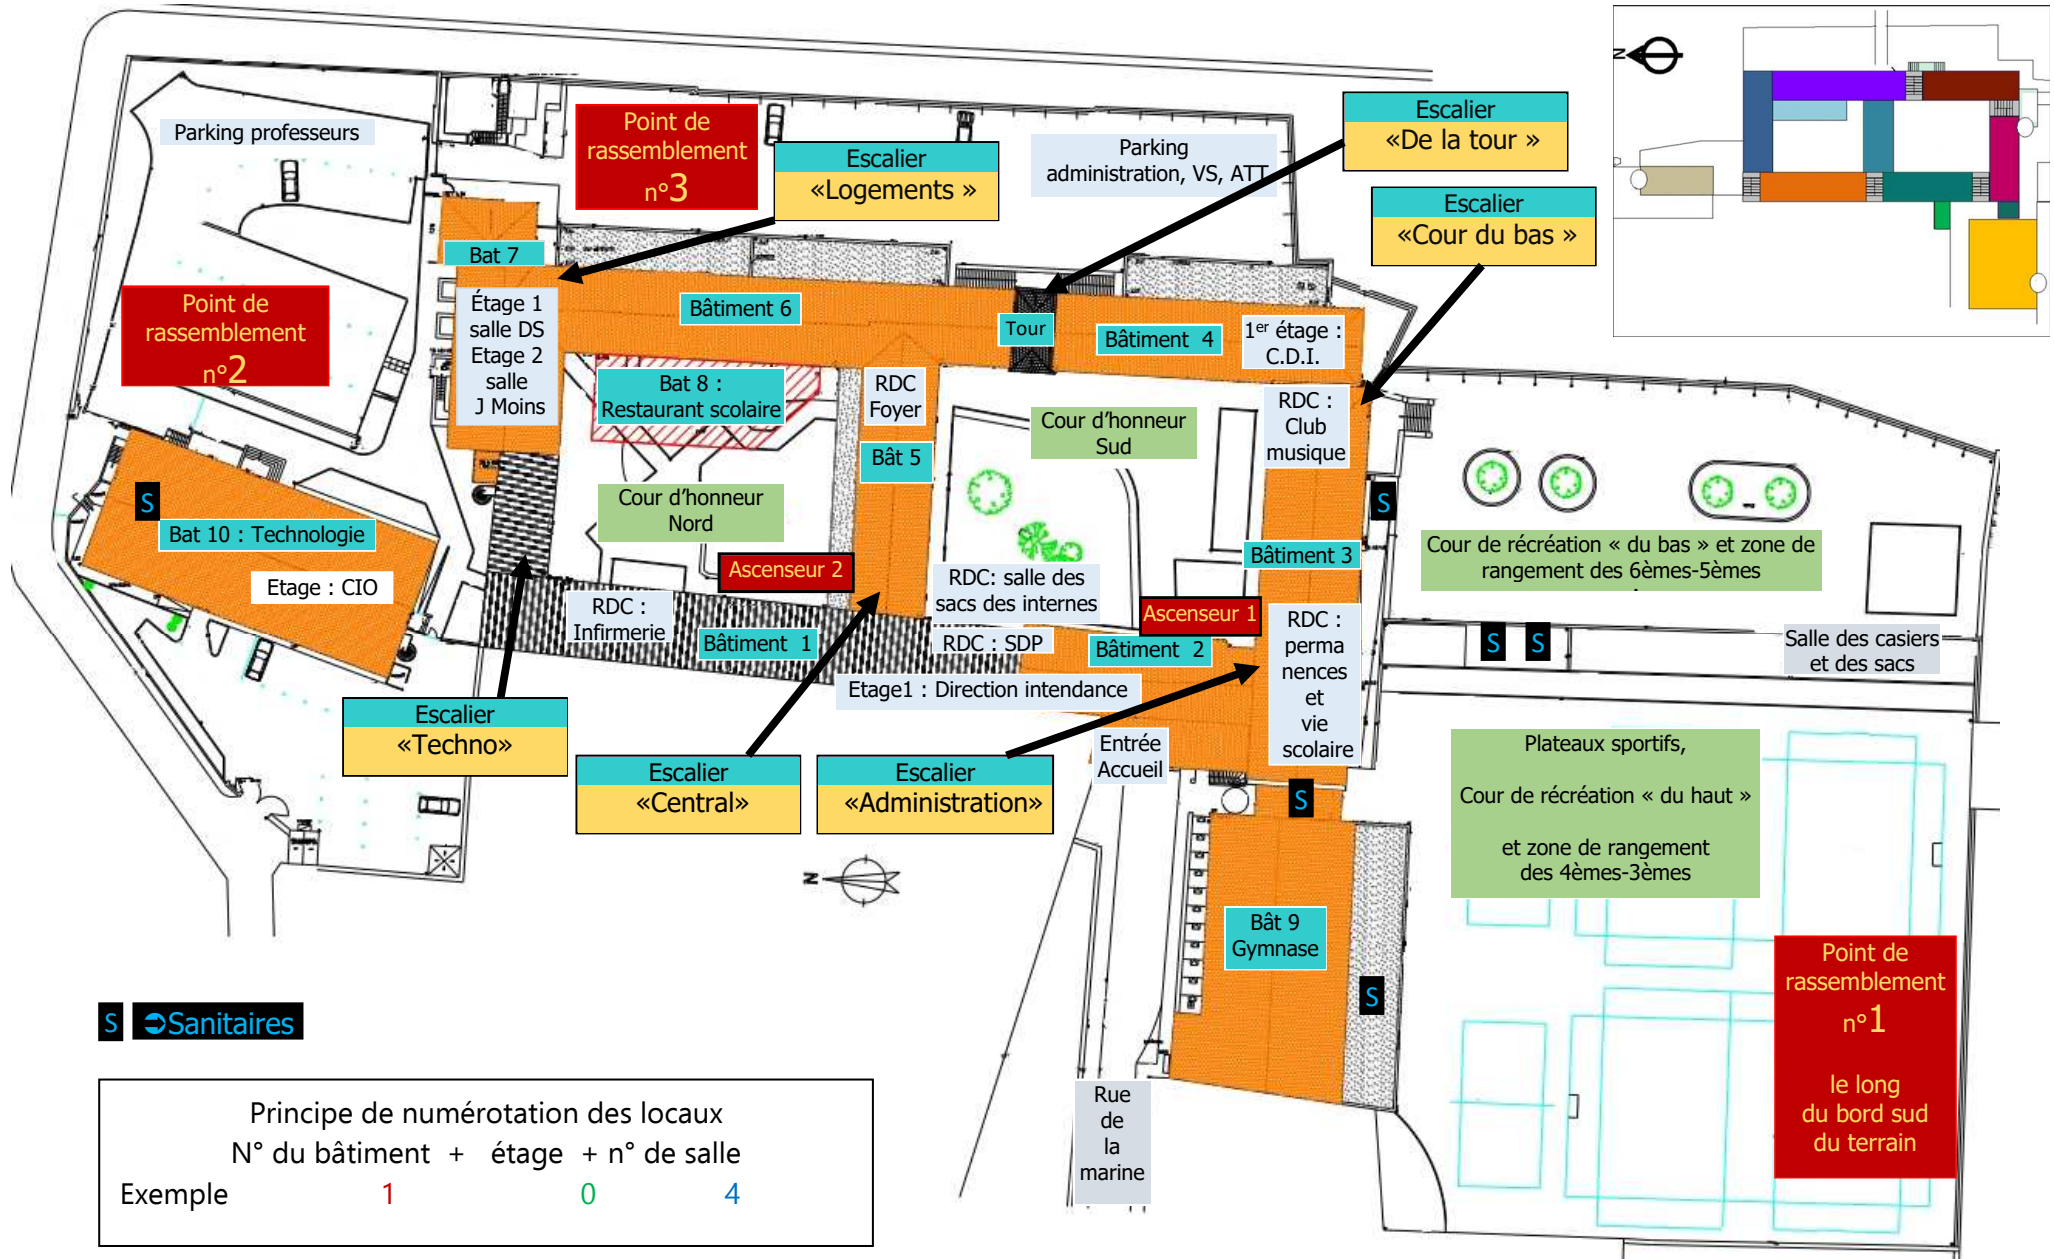 Parking professeurs
Point de
rassemblement
n°3
Escalier
«Logements »
Parking
administration, VS, ATT
Escalier
«De la tour »
Escalier
«Cour du bas »
N
Bat 7
Point de
rassemblement
n°2
Étage 1
salle DS
Etage 2
salle
J Moins
Bâtiment 6
Tour
Bâtiment 4
1er étage :
C.D.I.
Bat 8 :
Restaurant scolaire
RDC
Foyer
Bât 5
Cour d'honneur
Sud
RDC :
Club
musique
S
Cour d'honneur
Nord
S
Bat 10 : Technologie
Etage : CIO
Ascenseur 2
RDC: salle des
sacs des internes
Bâtiment 3
Cour de récréation « du bas » et zone de
rangement des 6èmes-5èmes
.
RDC :
Infirmerie
Bâtiment 1
RDC : SDP
Ascenseur 1
Bâtiment 2
RDC :
perma
nences
et
vie
scolaire
S S
Salle des casiers
et des sacs
Etage1 : Direction intendance
Escalier
«Techno»
Escalier
«Central»
Escalier
«Administration»
Entrée
Accueil
S
Plateaux sportifs,
Cour de récréation « du haut »
et zone de rangement
des 4èmes-3èmes
N
Bât 9
Gymnase
S
Point de
rassemblement
n°1
le long
du bord sud
du terrain
S ➲Sanitaires
Rue
de
la
marine
Principe de numérotation des locaux
N° du bâtiment + étage + n° de salle
Exemple 1 0 4